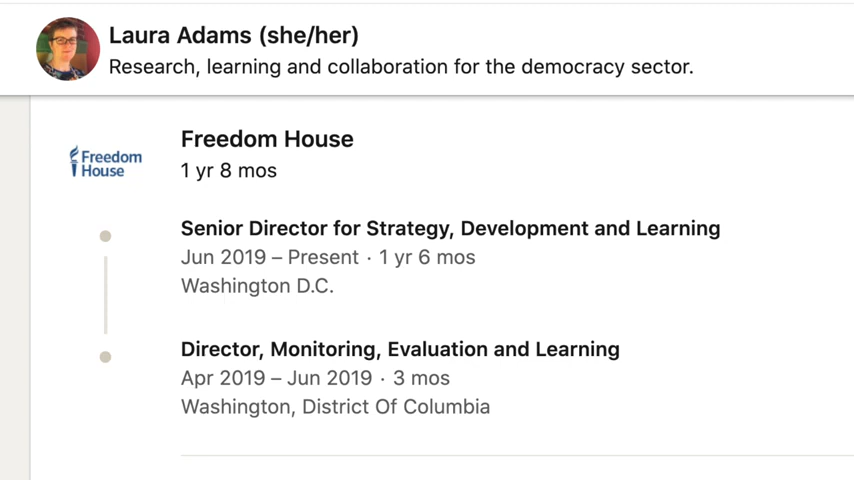 Laura Adams (she/her)
Research, learning and collaboration for the democracy sector.
Freedom
House
Freedom House
1 yr 8 mos
Senior Director for Strategy, Development and Learning
Jun 2019 – Present · 1 yr 6 mos
Washington D.C.
Director, Monitoring, Evaluation and Learning
Apr 2019 – Jun 2019 · 3 mos
Washington, District Of Columbia